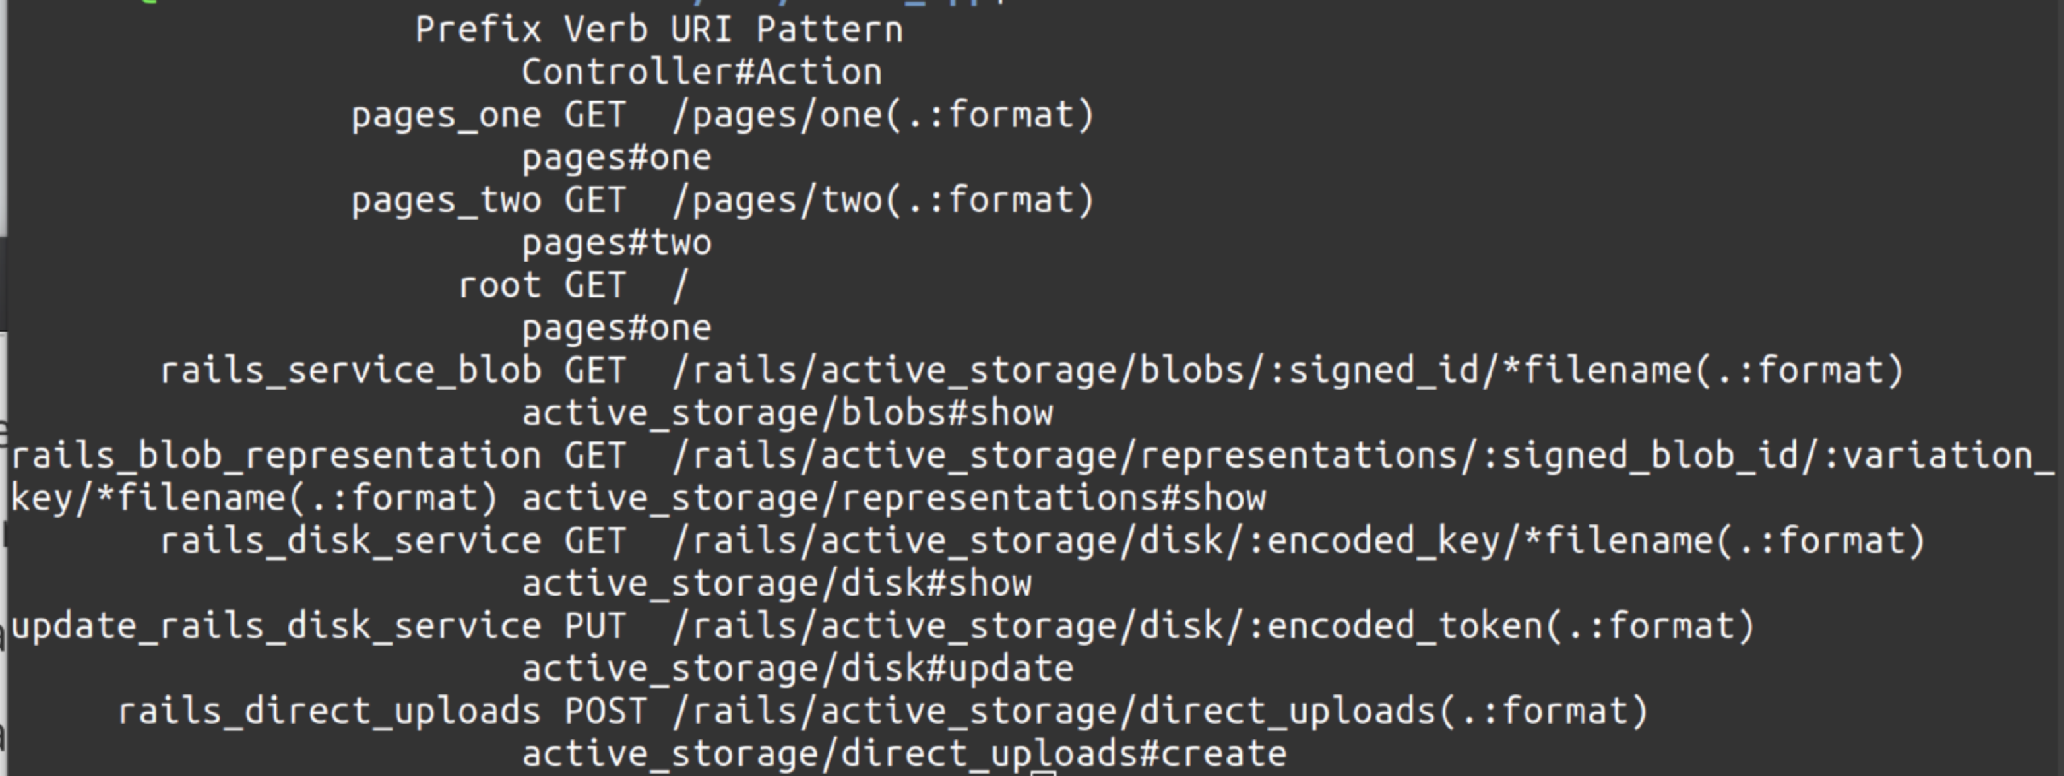 Prefix Verb URI Pattern
Controller#Action
pages_one GET /pages/one(.:format)
pages#one
pages_two GET /pages/two(.:format)
pages#two
root GET /
pages#one
rails_service_blob GET /rails/active_storage/blobs/:signed_id/*filename(.:format)
active_storage/blobs#show
rails_blob_representation GET /rails/active_storage/representations/:signed_blob_id/:variation_
key/*filename(.:format) active_storage/representations#show
rails_disk_service GET /rails/active_storage/disk/:encoded_key/*filename(.:format)
active_storage/disk#show
update_rails_disk_service PUT /rails/active_storage/disk/:encoded_token(.:format)
active_storage/disk#update
rails_direct_uploads POST /rails/active_storage/direct_uploads(.:format)
active_storage/direct_uploads#create